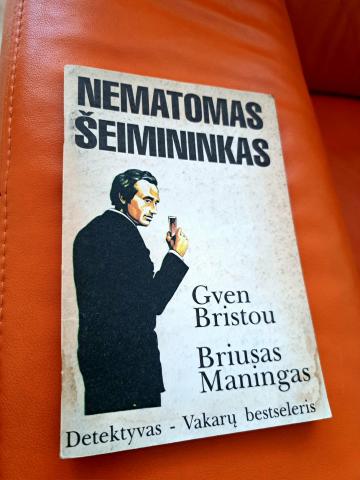 NEMATOMAS
ŠEIMININKAS
Gven
Bristou
Briusas
Maningas
Detektyvas - Vakarų bestseleris